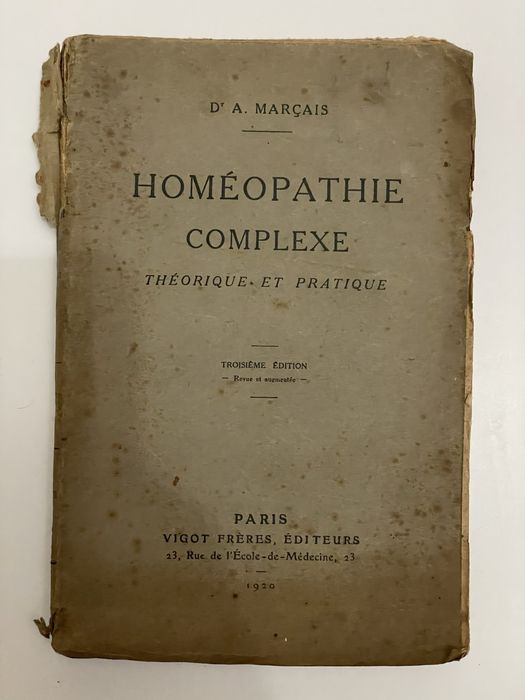 Dʳ A. MARÇAIS
HOMÉOPATHIE
COMPLEXE
THÉORIQUE ET PRATIQUE
TROISIÈME ÉDITION
— Revue et augmentée —
PARIS
VIGOT FRÈRES, ÉDITEURS
23, Rue de l'École-de-Médecine, 23
1920